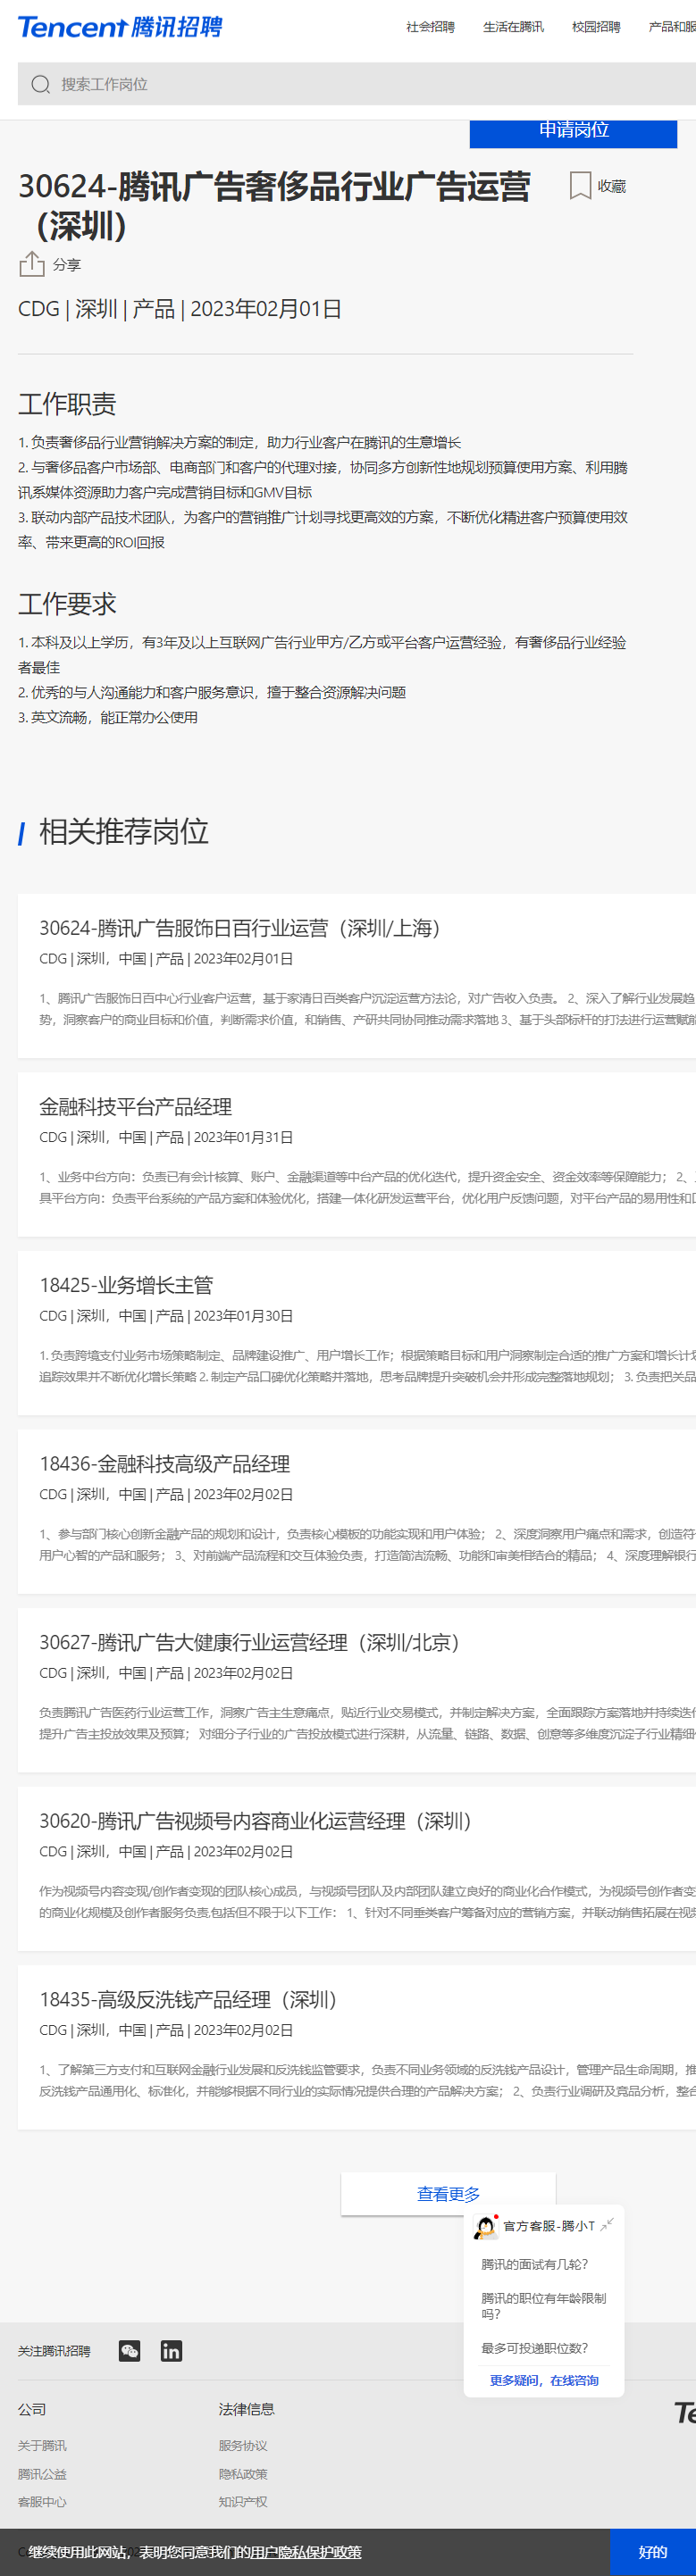 Tencent 腾讯招聘
社会招聘 生活在腾讯 校园招聘 产品和服
搜索工作岗位
申请岗位
30624-腾讯广告奢侈品行业广告运营
（深圳）
收藏
分享
CDG | 深圳 | 产品 | 2023年02月01日
工作职责
1. 负责奢侈品行业营销解决方案的制定，助力行业客户在腾讯的生意增长
2. 与奢侈品客户市场部、电商部门和客户的代理对接，协同多方创新性地规划预算使用方案、利用腾
讯系媒体资源助力客户完成营销目标和GMV目标
3. 联动内部产品技术团队，为客户的营销推广计划寻找更高效的方案，不断优化精进客户预算使用效
率、带来更高的ROI回报
工作要求
1. 本科及以上学历，有3年及以上互联网广告行业甲方/乙方或平台客户运营经验，有奢侈品行业经验
者最佳
2. 优秀的与人沟通能力和客户服务意识，擅于整合资源解决问题
3. 英文流畅，能正常办公使用
相关推荐岗位
30624-腾讯广告服饰日百行业运营（深圳/上海）
CDG | 深圳，中国 | 产品 | 2023年02月01日
1、腾讯广告服饰日百中心行业客户运营，基于家清日百类客户沉淀运营方法论，对广告收入负责。 2、深入了解行业发展趋
势，洞察客户的商业目标和价值，判断需求价值，和销售、产研共同协同推动需求落地 3、基于头部标杆的打法进行运营赋能
金融科技平台产品经理
CDG | 深圳，中国 | 产品 | 2023年01月31日
1、业务中台方向：负责已有会计核算、账户、金融渠道等中台产品的优化迭代，提升资金安全、资金效率等保障能力； 2、
具平台方向：负责平台系统的产品方案和体验优化，搭建一体化研发运营平台，优化用户反馈问题，对平台产品的易用性和
18425-业务增长主管
CDG | 深圳，中国 | 产品 | 2023年01月30日
1. 负责跨境支付业务市场策略制定、品牌建设推广、用户增长工作；根据策略目标和用户洞察制定合适的推广方案和增长计划
追踪效果并不断优化增长策略 2. 制定产品口碑优化策略并落地，思考品牌提升突破机会并形成完整落地规划； 3. 负责把关品
18436-金融科技高级产品经理
CDG | 深圳，中国 | 产品 | 2023年02月02日
1、参与部门核心创新金融产品的规划和设计，负责核心模板的功能实现和用户体验； 2、深度洞察用户痛点和需求，创造符
用户心智的产品和服务； 3、对前端产品流程和交互体验负责，打造简洁流畅、功能和审美相结合的精品； 4、深度理解银行
30627-腾讯广告大健康行业运营经理（深圳/北京）
CDG | 深圳，中国 | 产品 | 2023年02月02日
负责腾讯广告医药行业运营工作，洞察广告主生意痛点，贴近行业交易模式，并制定解决方案，全面跟踪方案落地并持续迭代
提升广告主投放效果及预算； 对细分子行业的广告投放模式进行深耕，从流量、链路、数据、创意等多维度沉淀子行业精细
30620-腾讯广告视频号内容商业化运营经理（深圳）
CDG | 深圳，中国 | 产品 | 2023年02月02日
作为视频号内容变现/创作者变现的团队核心成员，与视频号团队及内部团队建立良好的商业化合作模式，为视频号创作者变
的商业化规模及创作者服务负责,包括但不限于以下工作： 1、针对不同垂类客户筹备对应的营销方案，并联动销售拓展在视频
18435-高级反洗钱产品经理（深圳）
CDG | 深圳，中国 | 产品 | 2023年02月02日
1、了解第三方支付和互联网金融行业发展和反洗钱监管要求，负责不同业务领域的反洗钱产品设计，管理产品生命周期，推
反洗钱产品通用化、标准化，并能够根据不同行业的实际情况提供合理的产品解决方案； 2、负责行业调研及竞品分析，整合
查看更多
官方客服-腾小T
腾讯的面试有几轮？
腾讯的职位有年龄限制
吗？
最多可投递职位数？
更多疑问，在线咨询
关注腾讯招聘
公司 法律信息
关于腾讯 服务协议
腾讯公益 隐私政策
客服中心 知识产权
继续使用此网站，表明您同意我们的用户隐私保护政策
好的